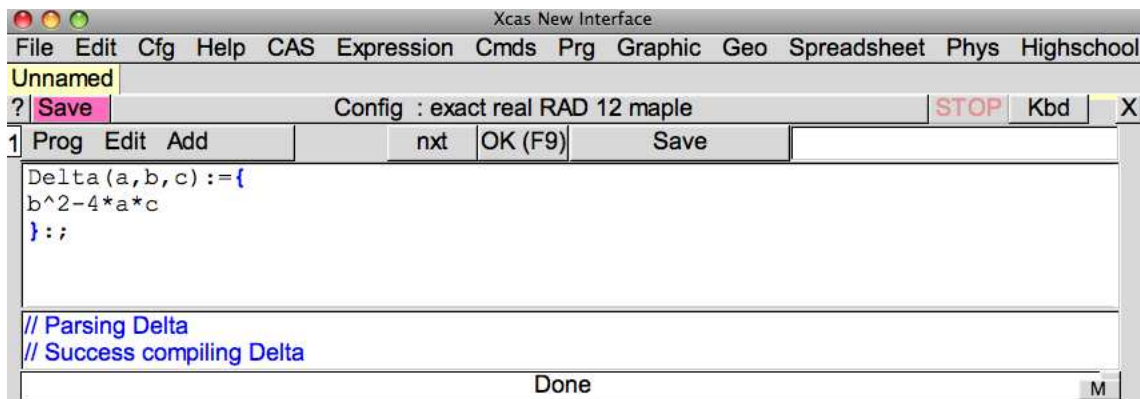 Xcas New Interface
File Edit Cfg Help CAS Expression Cmds Prg Graphic Geo Spreadsheet Phys Highschool
Unnamed
? Save Config : exact real RAD 12 maple STOP Kbd X
1 Prog Edit Add nxt OK (F9) Save
Delta(a,b,c):={
b^2-4*a*c
}:;
// Parsing Delta
// Success compiling Delta
Done
M